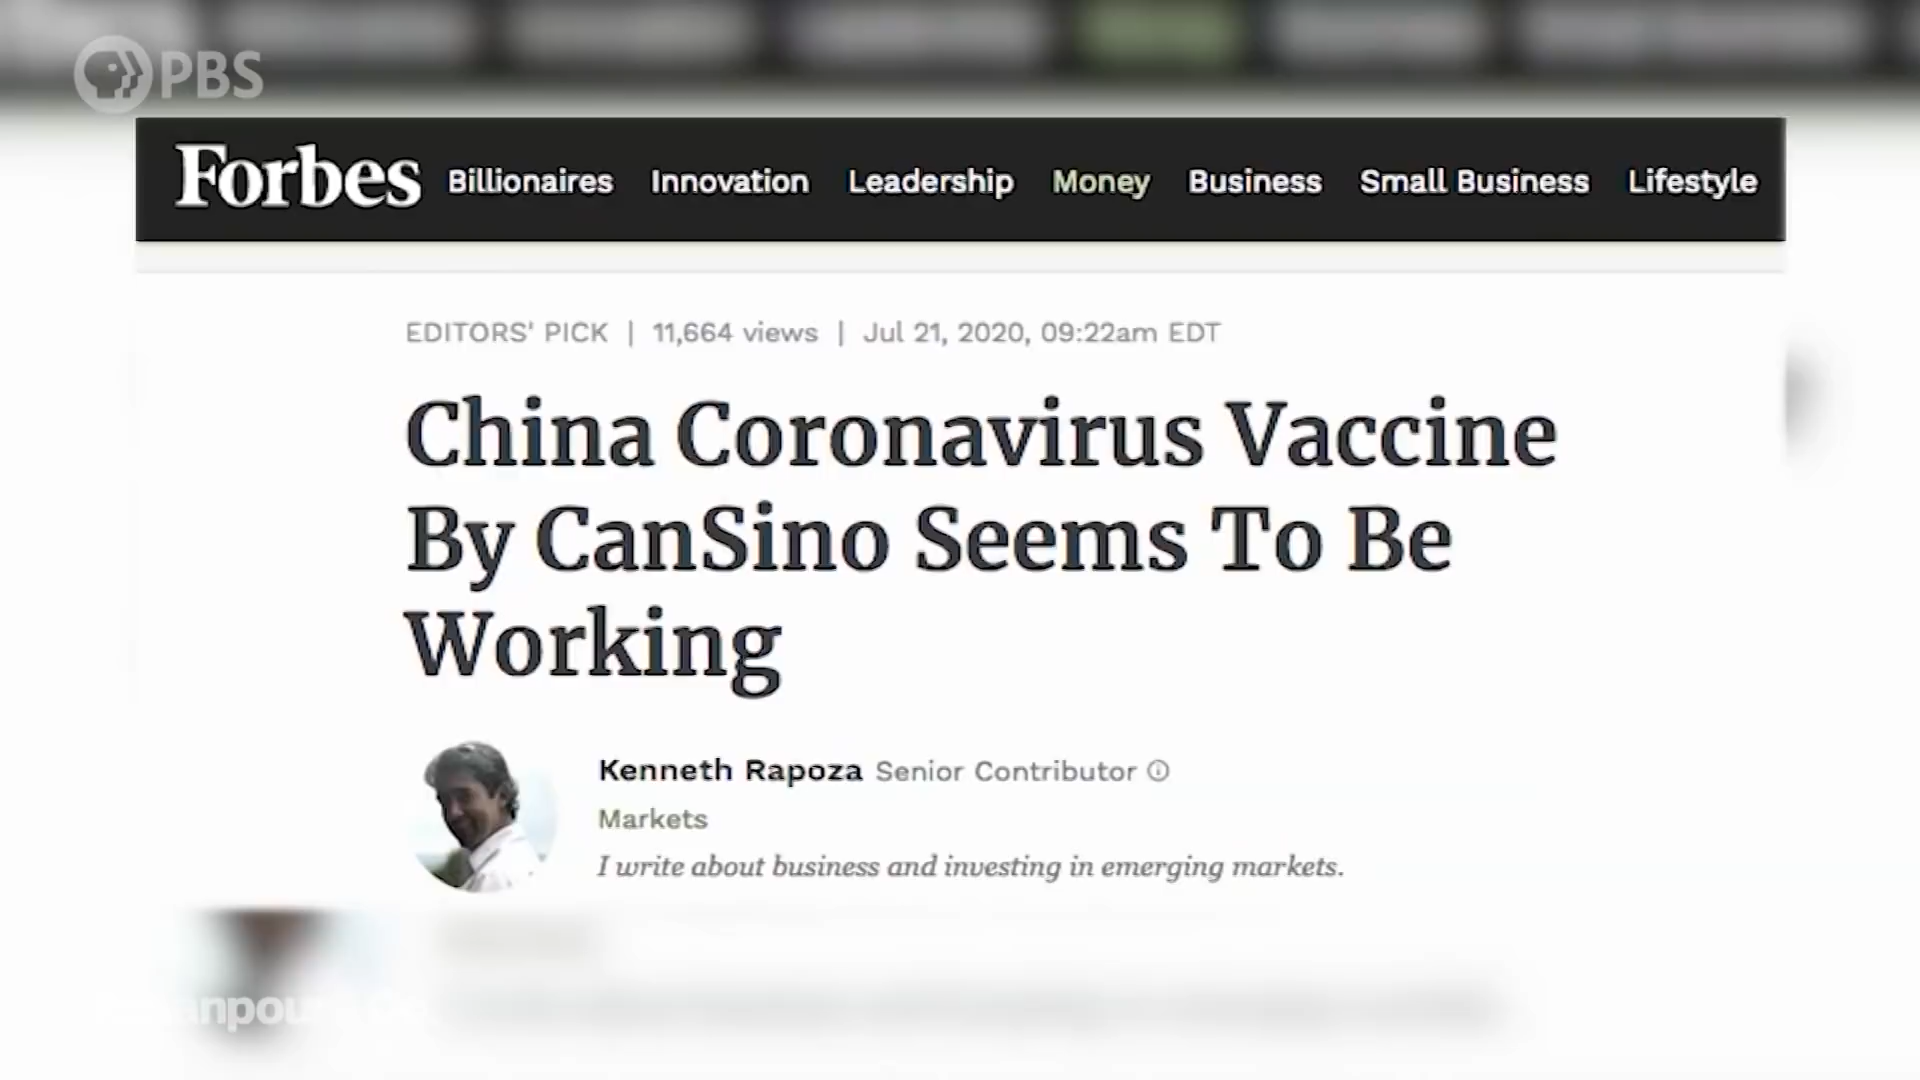 PBS
Forbes Billionaires Innovation Leadership Money Business Small Business Lifestyle
EDITORS' PICK | 11,664 views | Jul 21, 2020, 09:22am EDT
China Coronavirus Vaccine
By CanSino Seems To Be
Working
Kenneth Rapoza Senior Contributor
Markets
I write about business and investing in emerging markets.